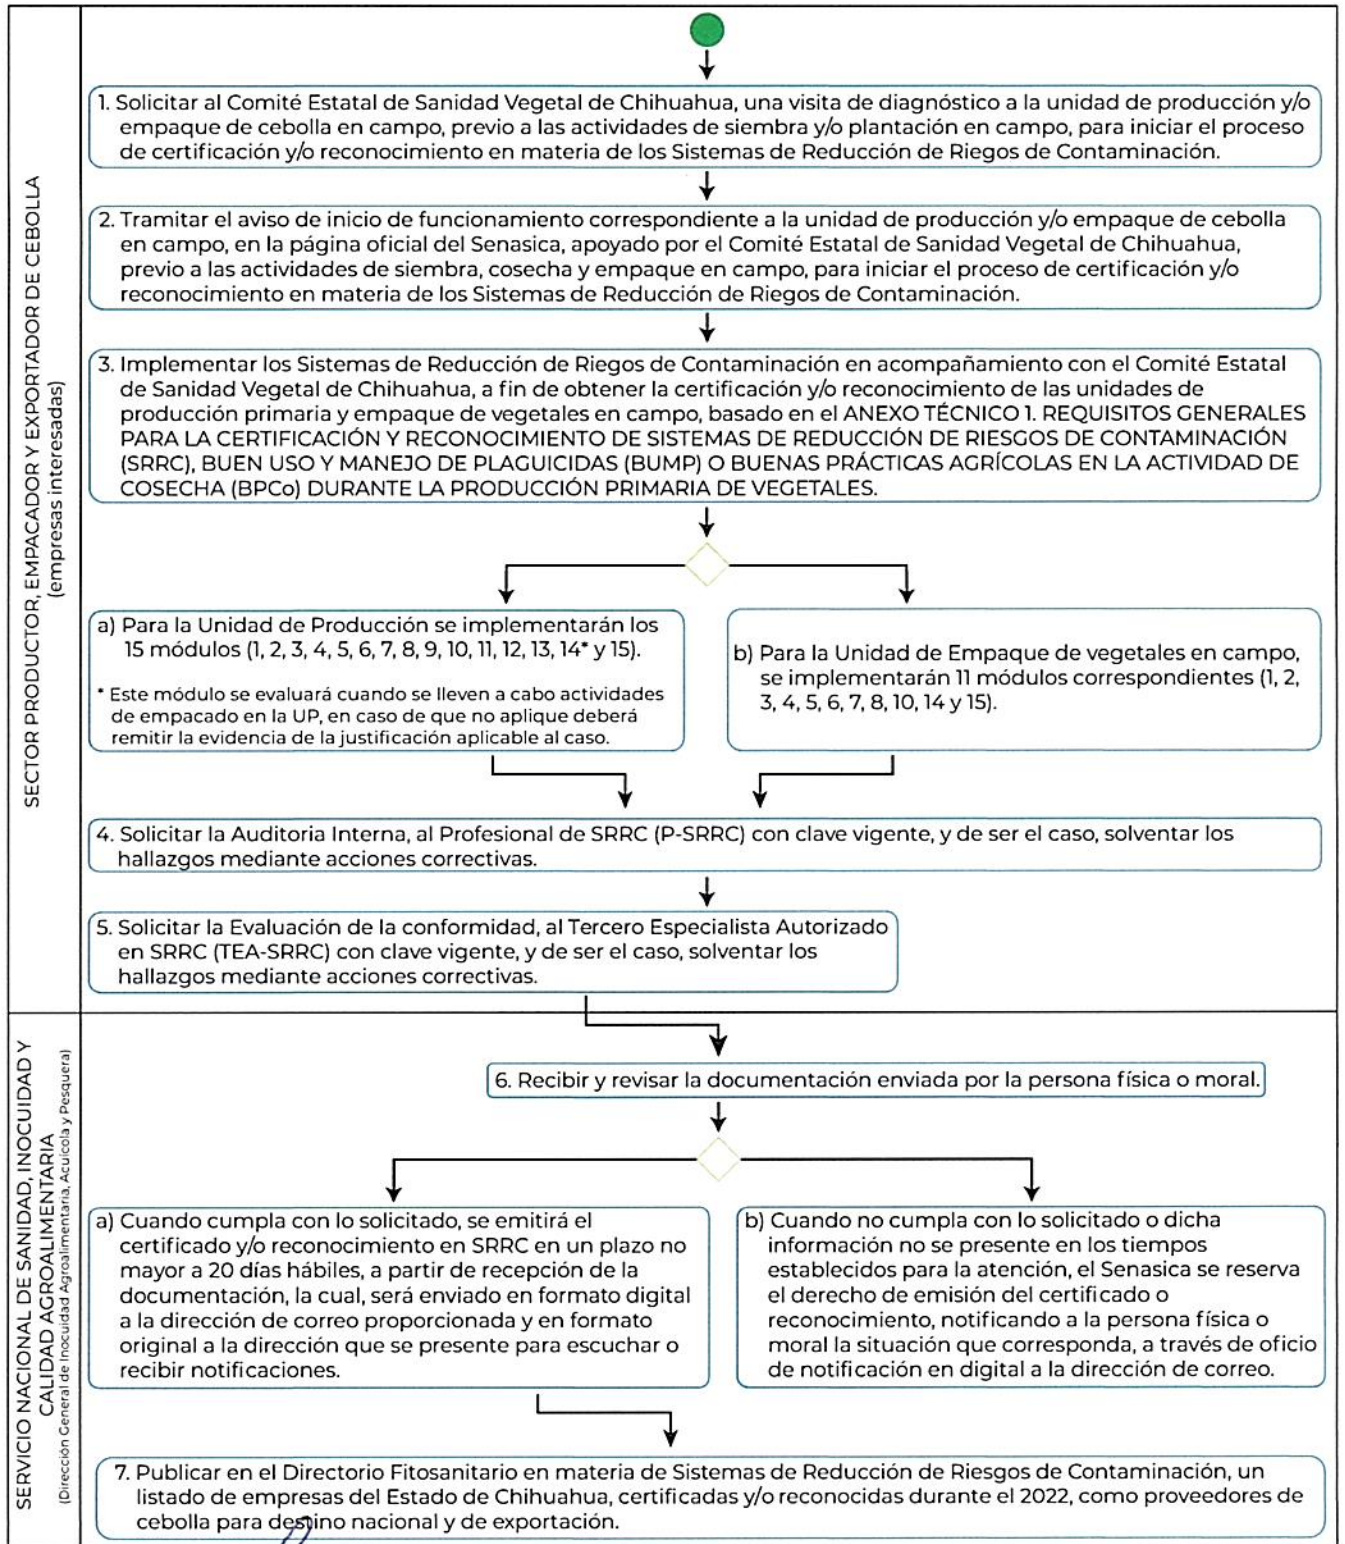 SECTOR PRODUCTOR, EMPACADOR Y EXPORTADOR DE CEBOLLA
(empresas interesadas)
1. Solicitar al Comité Estatal de Sanidad Vegetal de Chihuahua, una visita de diagnóstico a la unidad de producción y/o
empaque de cebolla en campo, previo a las actividades de siembra y/o plantación en campo, para iniciar el proceso
de certificación y/o reconocimiento en materia de los Sistemas de Reducción de Riegos de Contaminación.
2. Tramitar el aviso de inicio de funcionamiento correspondiente a la unidad de producción y/o empaque de cebolla
en campo, en la página oficial del Senasica, apoyado por el Comité Estatal de Sanidad Vegetal de Chihuahua,
previo a las actividades de siembra, cosecha y empaque en campo, para iniciar el proceso de certificación y/o
reconocimiento en materia de los Sistemas de Reducción de Riegos de Contaminación.
3. Implementar los Sistemas de Reducción de Riegos de Contaminación en acompañamiento con el Comité Estatal
de Sanidad Vegetal de Chihuahua, a fin de obtener la certificación y/o reconocimiento de las unidades de
producción primaria y empaque de vegetales en campo, basado en el ANEXO TÉCNICO 1. REQUISITOS GENERALES
PARA LA CERTIFICACIÓN Y RECONOCIMIENTO DE SISTEMAS DE REDUCCIÓN DE RIESGOS DE CONTAMINACIÓN
(SRRC), BUEN USO Y MANEJO DE PLAGUICIDAS (BUMP) O BUENAS PRÁCTICAS AGRÍCOLAS EN LA ACTIVIDAD DE
COSECHA (BPCo) DURANTE LA PRODUCCIÓN PRIMARIA DE VEGETALES.
a) Para la Unidad de Producción se implementarán los
15 módulos (1, 2, 3, 4, 5, 6, 7, 8, 9, 10, 11, 12, 13, 14* y 15).
* Este módulo se evaluará cuando se lleven a cabo actividades
de empacado en la UP, en caso de que no aplique deberá
remitir la evidencia de la justificación aplicable al caso.
b) Para la Unidad de Empaque de vegetales en campo,
se implementarán 11 módulos correspondientes (1, 2,
3, 4, 5, 6, 7, 8, 10, 14 y 15).
4. Solicitar la Auditoria Interna, al Profesional de SRRC (P-SRRC) con clave vigente, y de ser el caso, solventar los
hallazgos mediante acciones correctivas.
5. Solicitar la Evaluación de la conformidad, al Tercero Especialista Autorizado
en SRRC (TEA-SRRC) con clave vigente, y de ser el caso, solventar los
hallazgos mediante acciones correctivas.
SERVICIO NACIONAL DE SANIDAD, INOCUIDAD Y
CALIDAD AGROALIMENTARIA
(Dirección General de Inocuidad Agroalimentaria, Acuícola y Pesquera)
6. Recibir y revisar la documentación enviada por la persona física o moral.
a) Cuando cumpla con lo solicitado, se emitirá el
certificado y/o reconocimiento en SRRC en un plazo no
mayor a 20 días hábiles, a partir de recepción de la
documentación, la cual, será enviado en formato digital
a la dirección de correo proporcionada y en formato
original a la dirección que se presente para escuchar o
recibir notificaciones.
b) Cuando no cumpla con lo solicitado o dicha
información no se presente en los tiempos
establecidos para la atención, el Senasica se reserva
el derecho de emisión del certificado o
reconocimiento, notificando a la persona física o
moral la situación que corresponda, a través de oficio
de notificación en digital a la dirección de correo.
7. Publicar en el Directorio Fitosanitario en materia de Sistemas de Reducción de Riesgos de Contaminación, un
listado de empresas del Estado de Chihuahua, certificadas y/o reconocidas durante el 2022, como proveedores de
cebolla para destino nacional y de exportación.